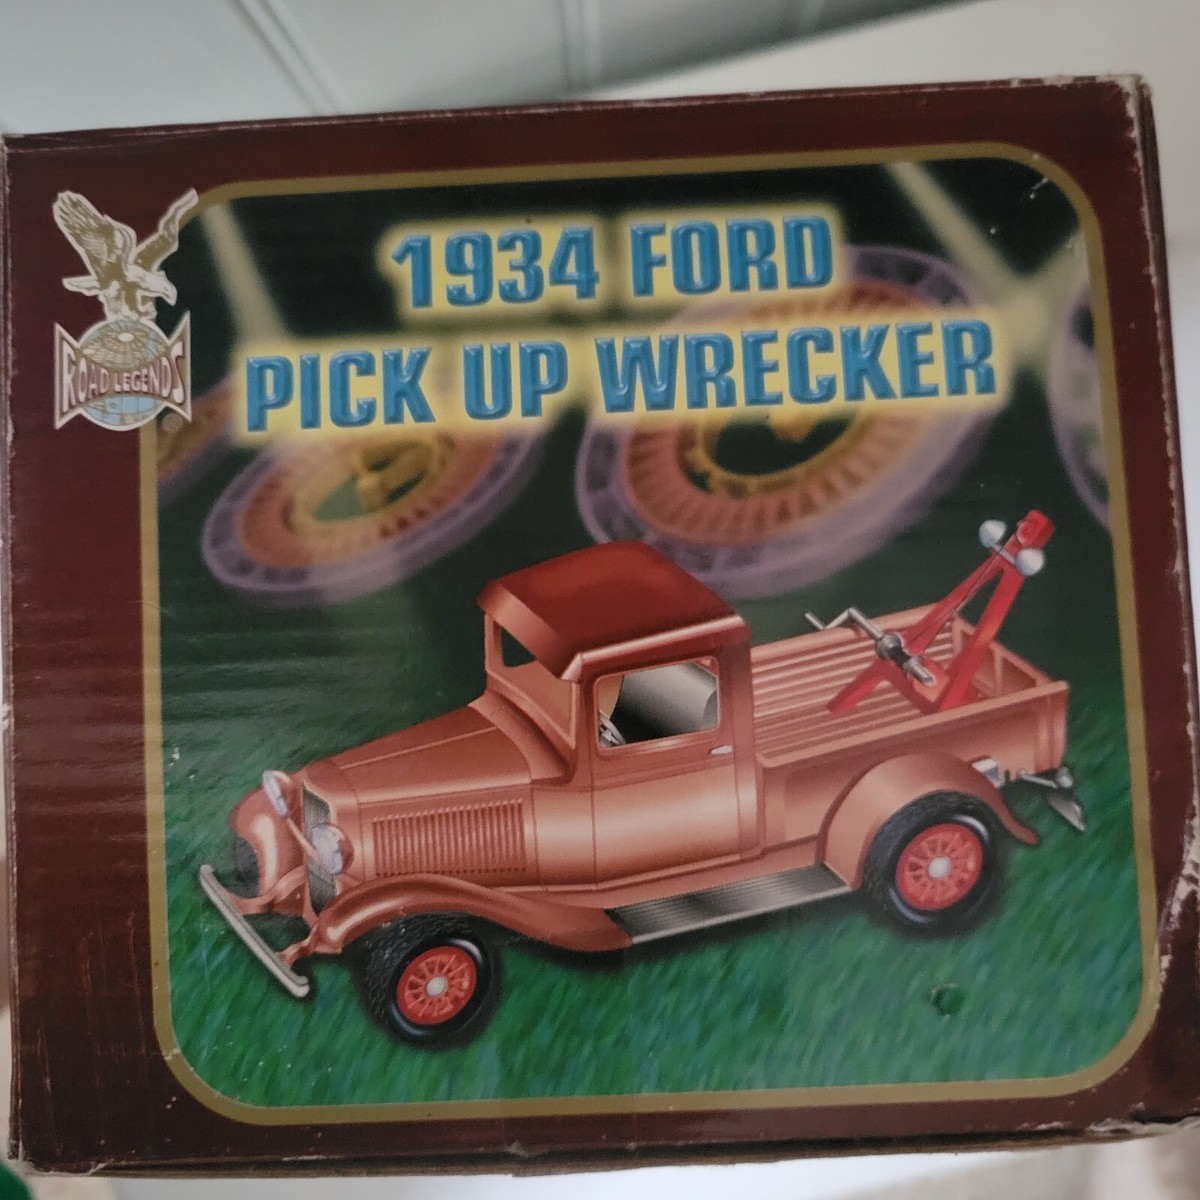 1934 FORD
PICK UP WRECKER
ROAD LEGENDS
®